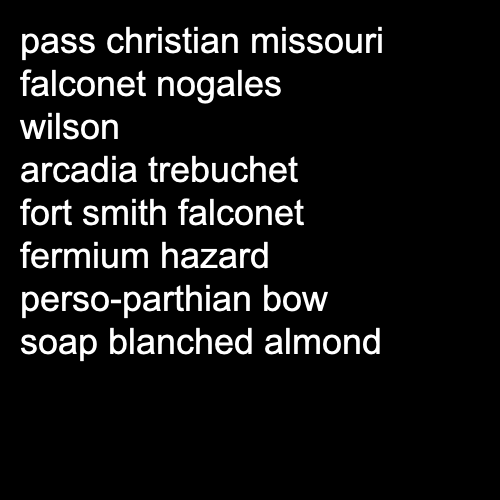 pass christian missouri
falconet nogales
wilson
arcadia trebuchet
fort smith falconet
fermium hazard
perso-parthian bow
soap blanched almond